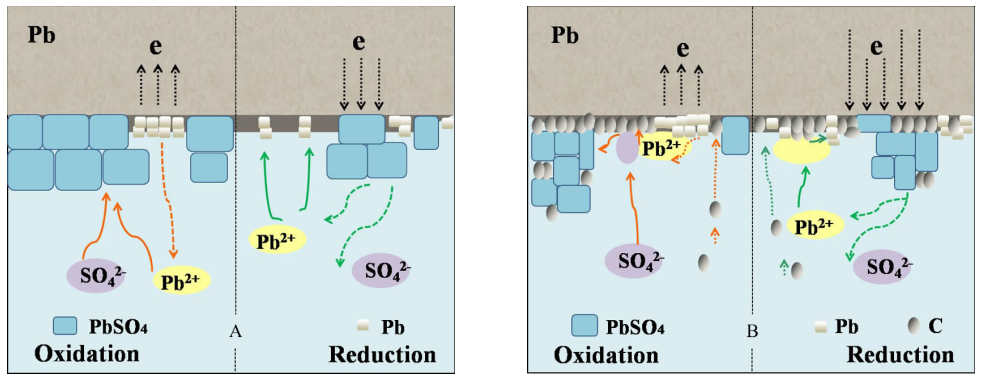 Pb
e
e
SO₄²⁻
Pb²⁺
Pb²⁺
SO₄²⁻
PbSO₄
Pb
Oxidation
A
Reduction
Pb
e
e
Pb²⁺
SO₄²⁻
Pb²⁺
SO₄²⁻
PbSO₄
Pb
C
Oxidation
B
Reduction